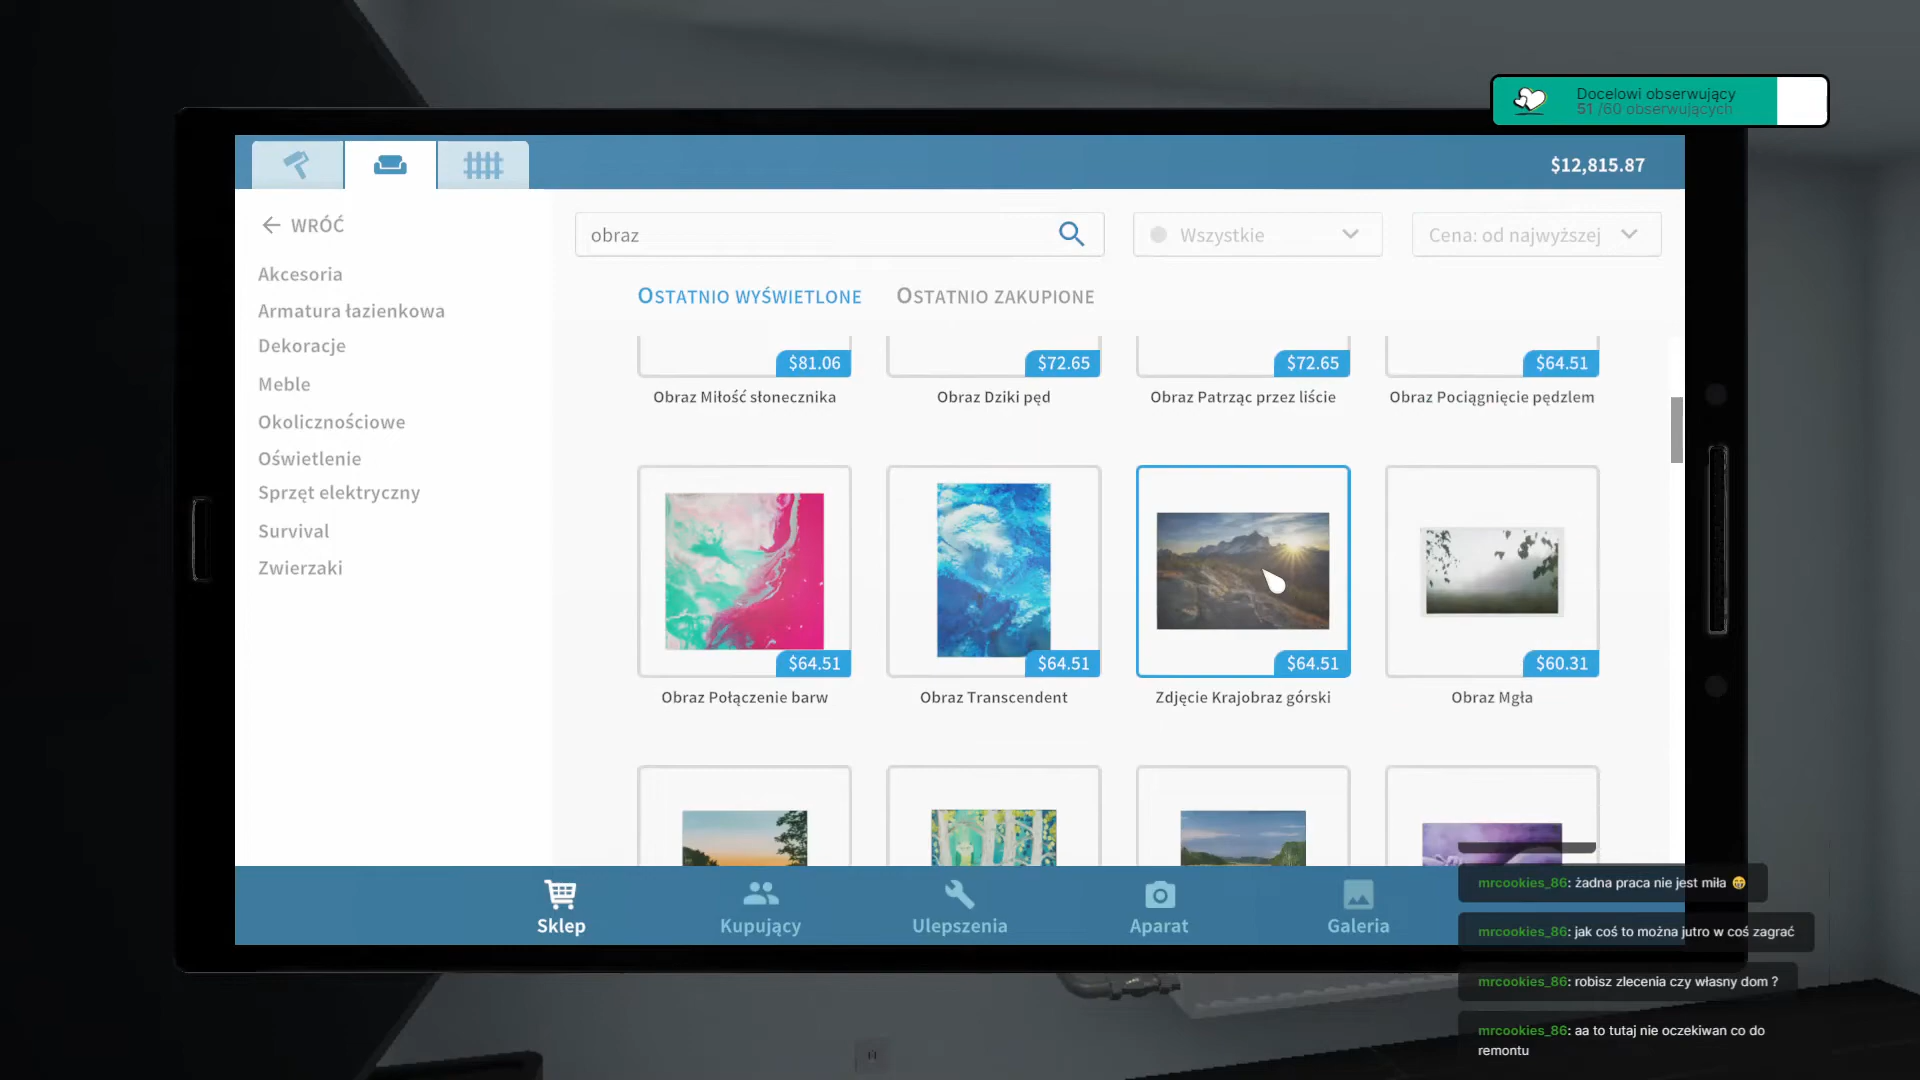 Docelowi obserwujący
51 /60 obserwujących
$12,815.87
WRÓĆ
obraz
Wszystkie
Cena: od najwyższej
Akcesoria
Armatura łazienkowa
Dekoracje
Meble
Okolicznościowe
Oświetlenie
Sprzęt elektryczny
Survival
Zwierzaki
OSTATNIO WYŚWIETLONE
OSTATNIO ZAKUPIONE
$81.06
$72.65
$72.65
$64.51
Obraz Miłość słonecznika
Obraz Dziki pęd
Obraz Patrząc przez liście
Obraz Pociągnięcie pędzlem
$64.51
$64.51
$64.51
$60.31
Obraz Połączenie barw
Obraz Transcendent
Zdjęcie Krajobraz górski
Obraz Mgła
Sklep
Kupujący
Ulepszenia
Aparat
Galeria
mrcookies_86: żadna praca nie jest miła 😁
mrcookies_86: jak coś to można jutro w coś zagrać
mrcookies_86: robisz zlecenia czy własny dom ?
mrcookies_86: aa to tutaj nie oczekiwan co do
remontu